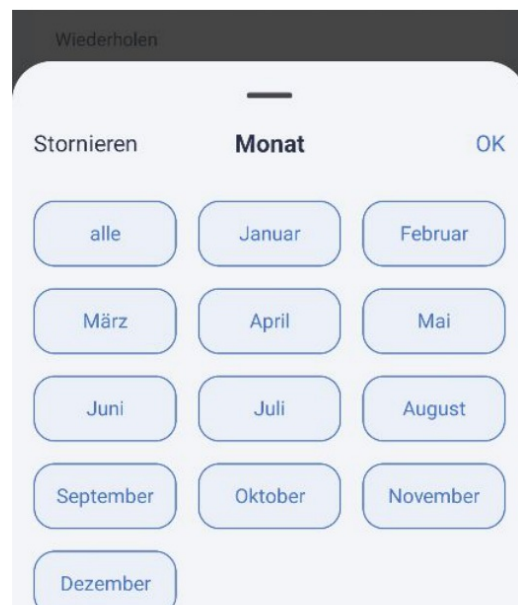 Wiederholen
Stornieren Monat OK
alle Januar Februar
März April Mai
Juni Juli August
September Oktober November
Dezember